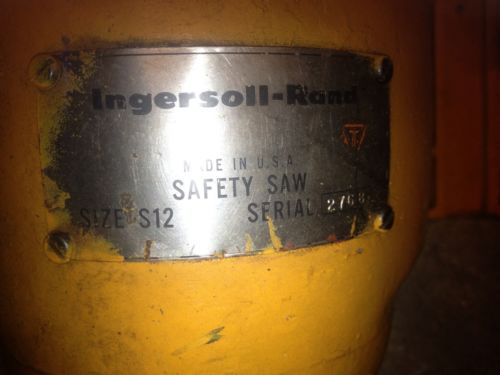 Ingersoll-Rand
T
MADE IN U.S.A
SAFETY SAW
SIZE S12 SERIAL